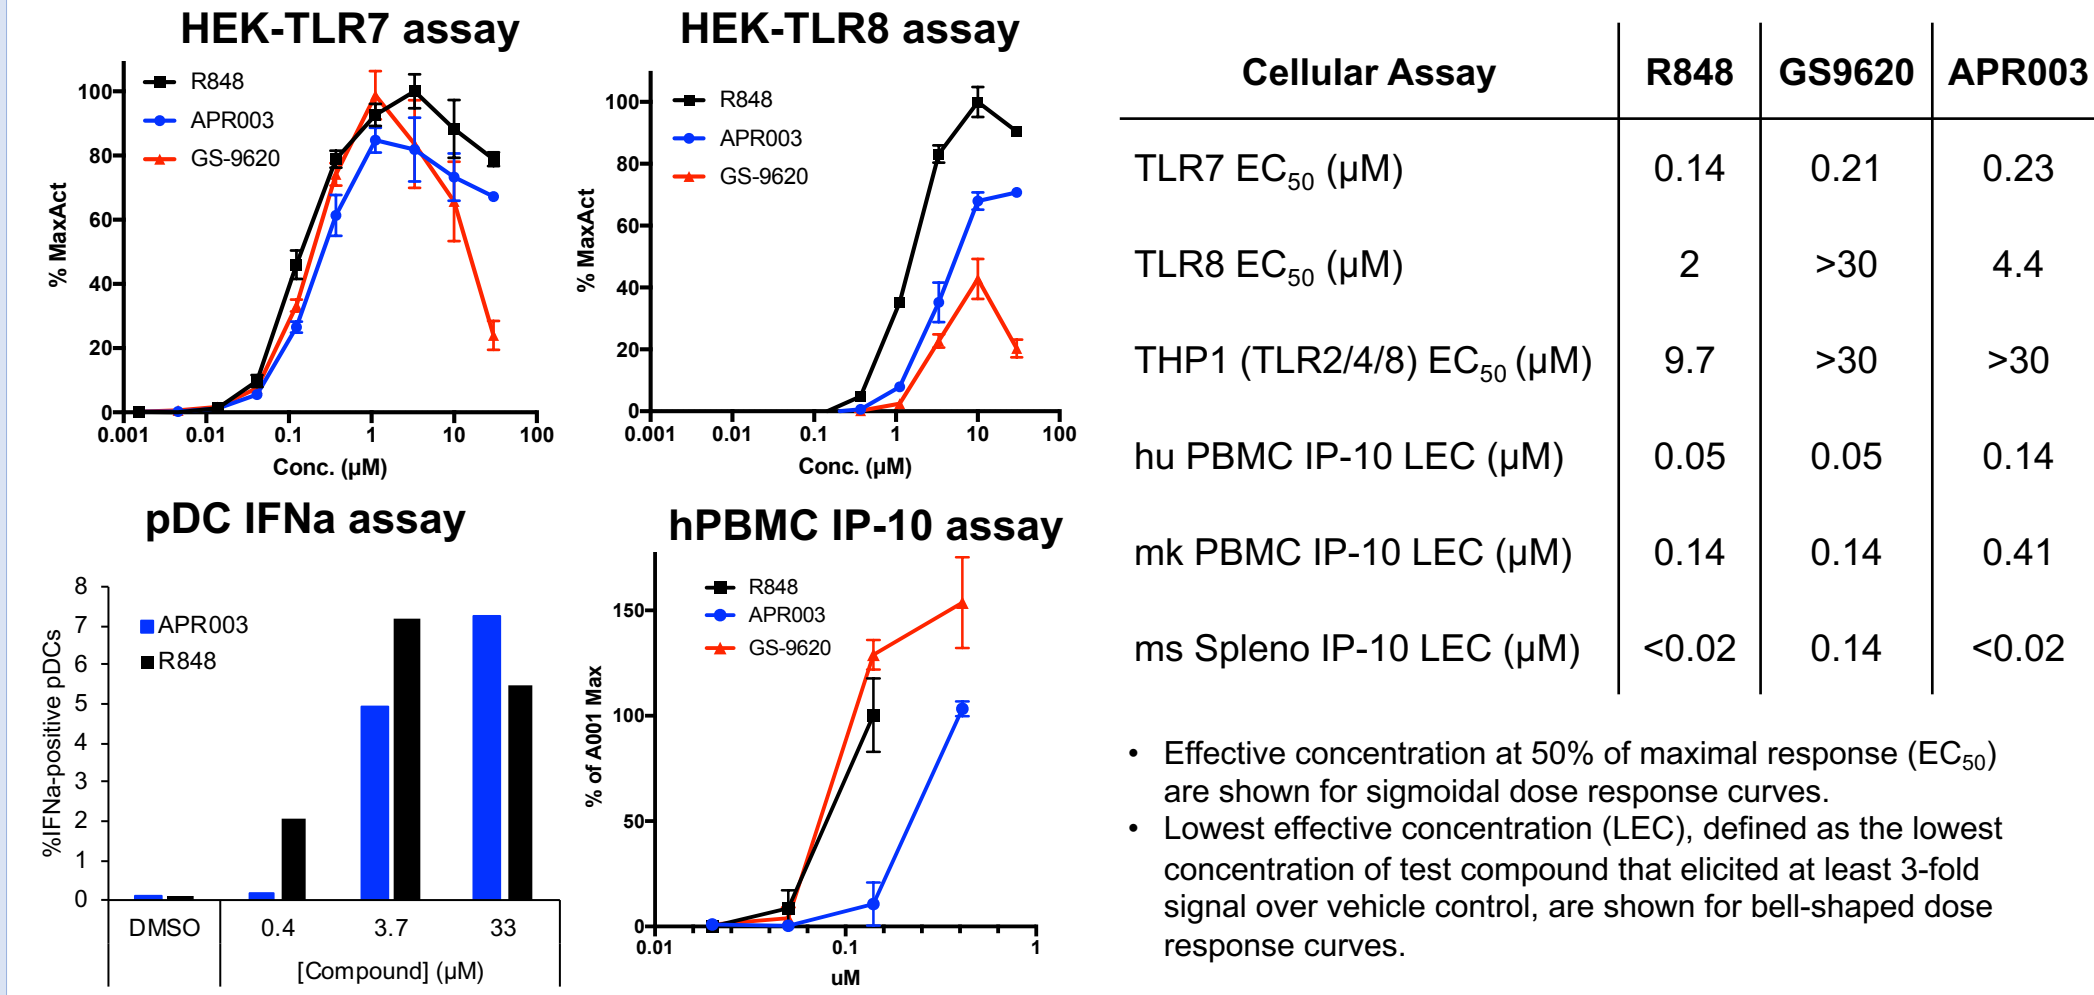 HEK-TLR7 assay
R848
APR003
GS-9620
100
80
60
40
20
0
% MaxAct
0.001 0.01 0.1 1 10 100
Conc. (µM)
HEK-TLR8 assay
R848
APR003
GS-9620
100
80
60
40
20
0
% MaxAct
0.001 0.01 0.1 1 10 100
Conc. (µM)
pDC IFNa assay
APR003
R848
8
7
6
5
4
3
2
1
0
%IFNa-positive pDCs
DMSO 0.4 3.7 33
[Compound] (µM)
hPBMC IP-10 assay
R848
APR003
GS-9620
150
100
50
0
% of A001 Max
0.01 0.1 1
uM
Cellular Assay R848 GS9620 APR003
TLR7 EC50 (µM) 0.14 0.21 0.23
TLR8 EC50 (µM) 2 >30 4.4
THP1 (TLR2/4/8) EC50 (µM) 9.7 >30 >30
hu PBMC IP-10 LEC (µM) 0.05 0.05 0.14
mk PBMC IP-10 LEC (µM) 0.14 0.14 0.41
ms Spleno IP-10 LEC (µM) <0.02 0.14 <0.02
• Effective concentration at 50% of maximal response (EC50)
are shown for sigmoidal dose response curves.
• Lowest effective concentration (LEC), defined as the lowest
concentration of test compound that elicited at least 3-fold
signal over vehicle control, are shown for bell-shaped dose
response curves.